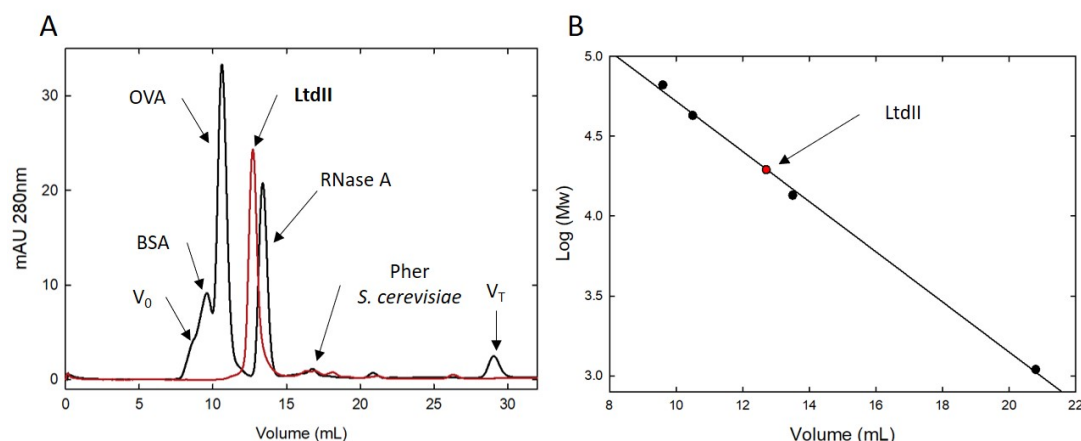 A
mAU 280nm
30
20
10
0
OVA
LtdII
RNase A
BSA
V0
Pher
S. cerevisiae
VT
0
5
10
15
20
25
30
Volume (mL)
B
Log (Mw)
5.0
4.5
4.0
3.5
3.0
LtdII
8
10
12
14
16
18
20
22
Volume (mL)